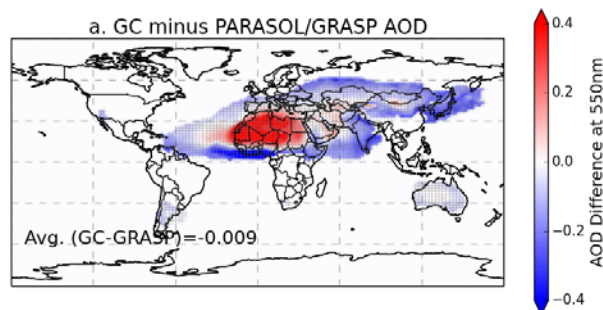 a. GC minus PARASOL/GRASP AOD
Avg. (GC-GRASP)=-0.009
0.4
0.2
0.0
−0.2
−0.4
AOD Difference at 550nm